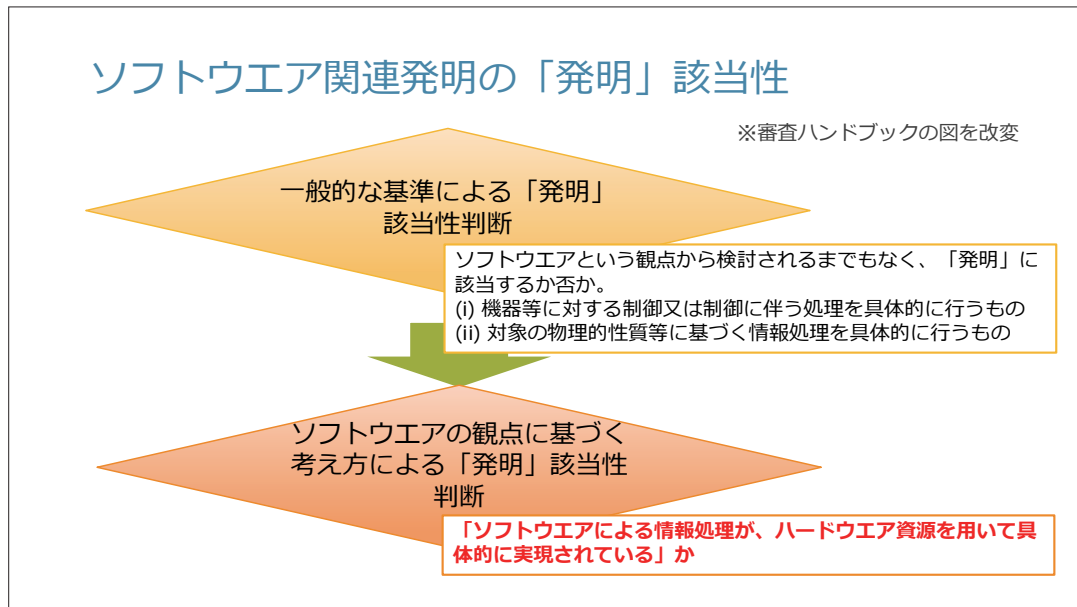 ソフトウエア関連発明の「発明」該当性
※審査ハンドブックの図を改変
一般的な基準による「発明」
該当性判断
ソフトウエアという観点から検討されるまでもなく、「発明」に
該当するか否か。
(i) 機器等に対する制御又は制御に伴う処理を具体的に行うもの
(ii) 対象の物理的性質等に基づく情報処理を具体的に行うもの
ソフトウエアの観点に基づく
考え方による「発明」該当性
判断
「ソフトウエアによる情報処理が、ハードウエア資源を用いて具
体的に実現されている」か